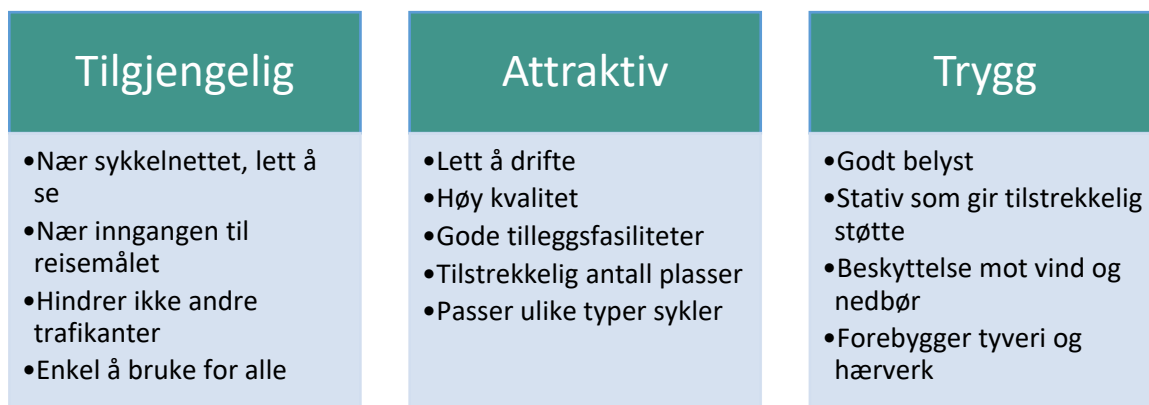 Tilgjengelig
•Nær sykkelnettet, lett å
se
•Nær inngangen til
reisemålet
•Hindrer ikke andre
trafikanter
•Enkel å bruke for alle
Attraktiv
•Lett å drifte
•Høy kvalitet
•Gode tilleggsfasiliteter
•Tilstrekkelig antall plasser
•Passer ulike typer sykler
Trygg
•Godt belyst
•Stativ som gir tilstrekkelig
støtte
•Beskyttelse mot vind og
nedbør
•Forebygger tyveri og
hærverk